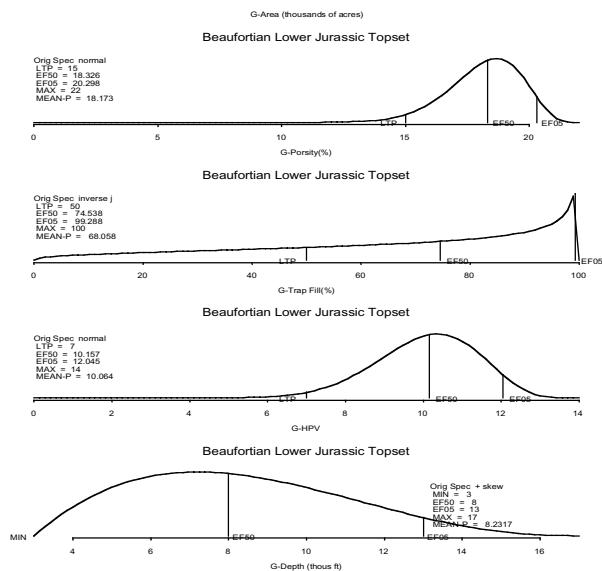 G-Area (thousands of acres)
Beaufortian Lower Jurassic Topset
Orig Spec normal
LTP = 15
EF50 = 18.326
EF05 = 20.298
MAX = 22
MEAN-P = 18.173
LTP EF50 EF05
0 5 10 15 20
G-Porsity(%)
Beaufortian Lower Jurassic Topset
Orig Spec inverse j
LTP = 50
EF50 = 74.538
EF05 = 99.288
MAX = 100
MEAN-P = 68.058
LTP EF50 EF05
0 20 40 60 80 100
G-Trap Fill(%)
Beaufortian Lower Jurassic Topset
Orig Spec normal
LTP = 7
EF50 = 10.157
EF05 = 12.045
MAX = 14
MEAN-P = 10.064
LTP EF50 EF05
0 2 4 6 8 10 12 14
G-HPV
Beaufortian Lower Jurassic Topset
Orig Spec + skew
MIN = 3
EF50 = 8
EF05 = 13
MAX = 17
MEAN-P = 8.2317
MIN EF50 EF05
4 6 8 10 12 14 16
G-Depth (thous ft)